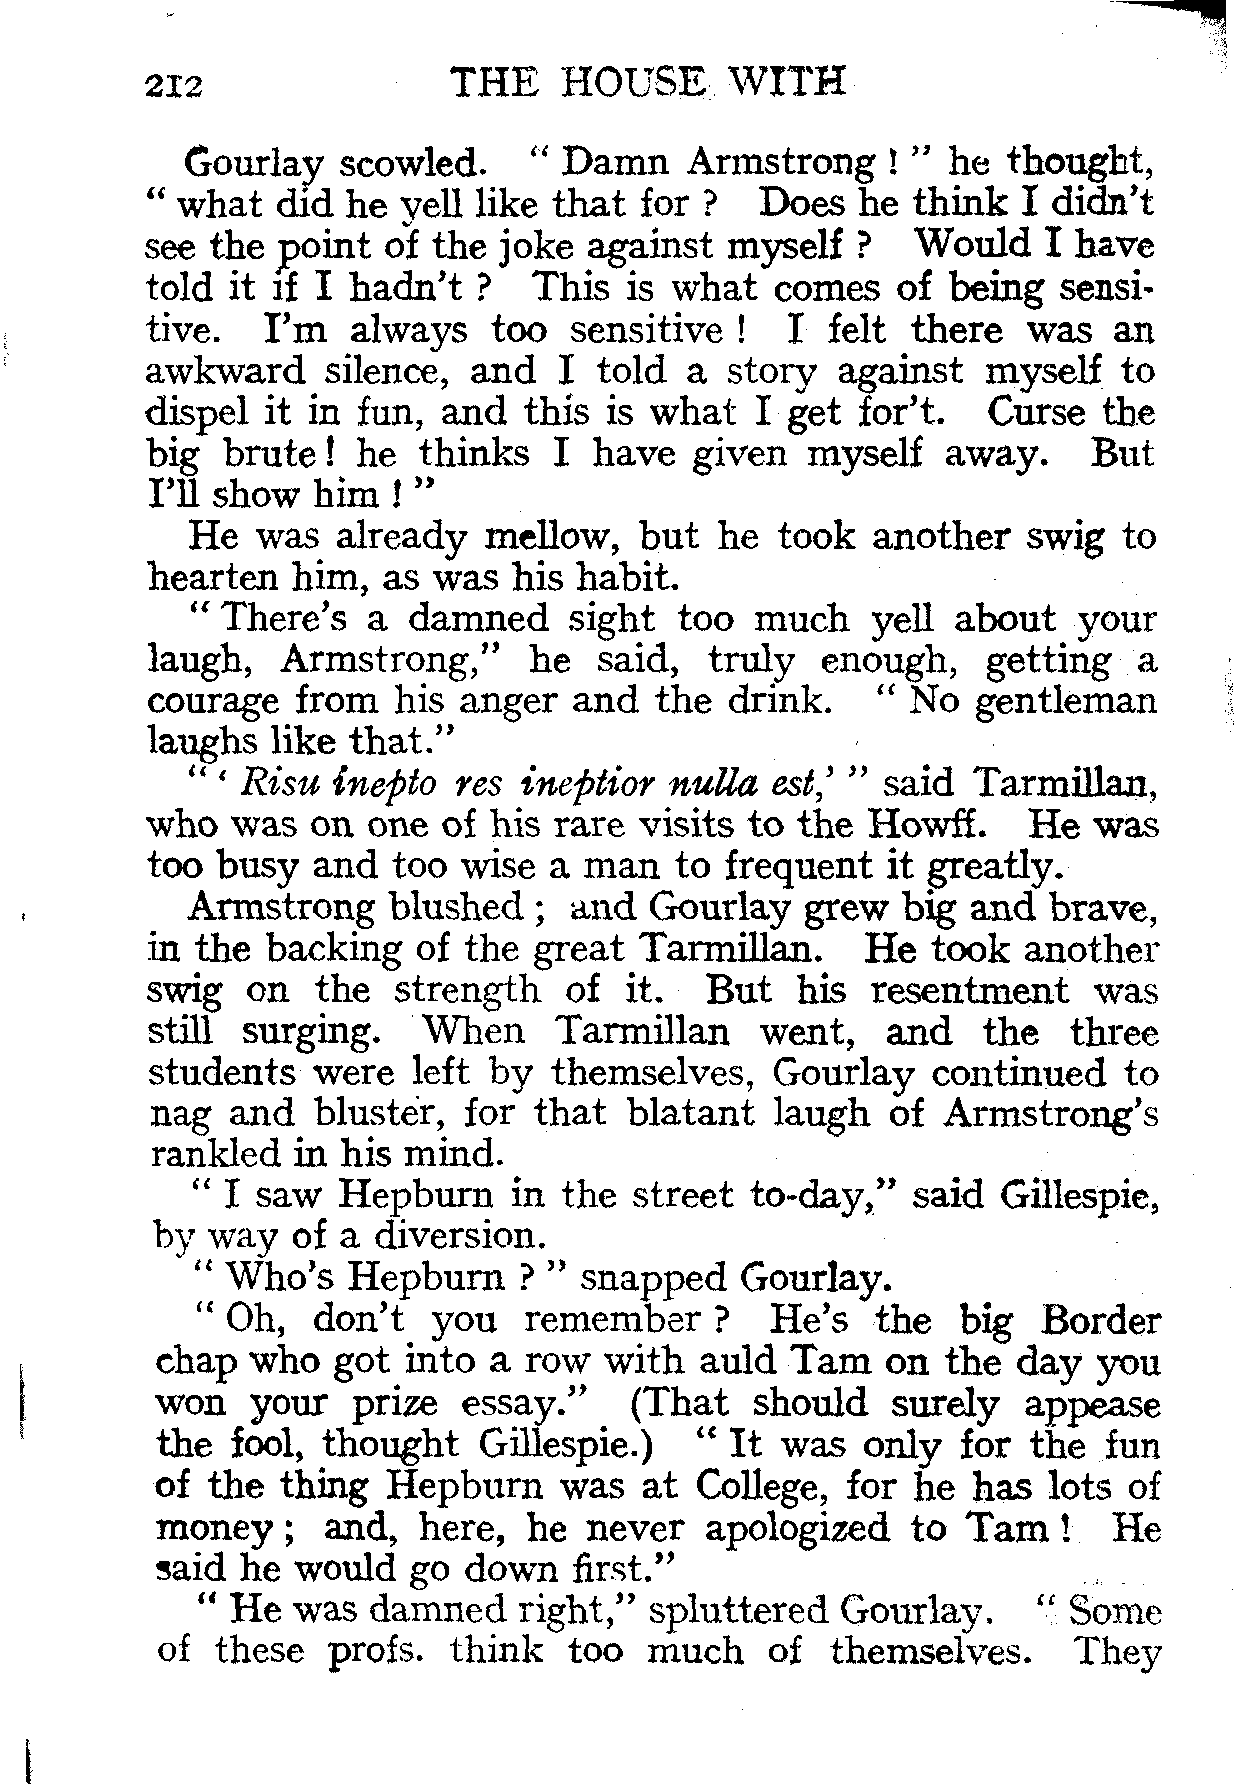 212 THE HOUSE WITH
Gourlay scowled. “ Damn Armstrong ! ” he thought,
“ what did he yell like that for ? Does he think I didn’t
see the point of the joke against myself ? Would I have
told it if I hadn’t ? This is what comes of being sensi-
tive. I’m always too sensitive ! I felt there was an
awkward silence, and I told a story against myself to
dispel it in fun, and this is what I get for’t. Curse the
big brute ! he thinks I have given myself away. But
I’ll show him ! ”
He was already mellow, but he took another swig to
hearten him, as was his habit.
“ There’s a damned sight too much yell about your
laugh, Armstrong,” he said, truly enough, getting a
courage from his anger and the drink. “ No gentleman
laughs like that.”
“ ‘ Risu inepto res ineptior nulla est,’ ” said Tarmillan,
who was on one of his rare visits to the Howff. He was
too busy and too wise a man to frequent it greatly.
Armstrong blushed ; and Gourlay grew big and brave,
in the backing of the great Tarmillan. He took another
swig on the strength of it. But his resentment was
still surging. When Tarmillan went, and the three
students were left by themselves, Gourlay continued to
nag and bluster, for that blatant laugh of Armstrong’s
rankled in his mind.
“ I saw Hepburn in the street to-day,” said Gillespie,
by way of a diversion.
“ Who’s Hepburn ? ” snapped Gourlay.
“ Oh, don’t you remember ? He’s the big Border
chap who got into a row with auld Tam on the day you
won your prize essay.” (That should surely appease
the fool, thought Gillespie.) “ It was only for the fun
of the thing Hepburn was at College, for he has lots of
money ; and, here, he never apologized to Tam ! He
said he would go down first.”
“ He was damned right,” spluttered Gourlay. “ Some
of these profs. think too much of themselves. They